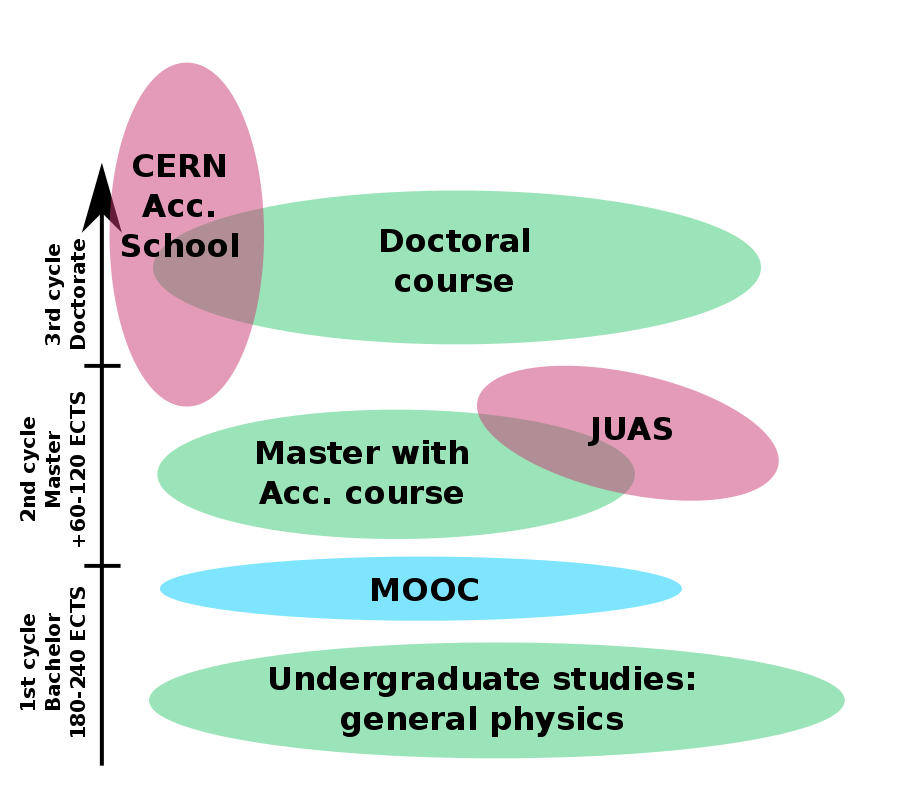 CERN
Acc.
School
Doctoral
course
3rd cycle
Doctorate
JUAS
Master with
Acc. course
2nd cycle
Master
+60-120 ECTS
MOOC
Undergraduate studies:
general physics
1st cycle
Bachelor
180-240 ECTS